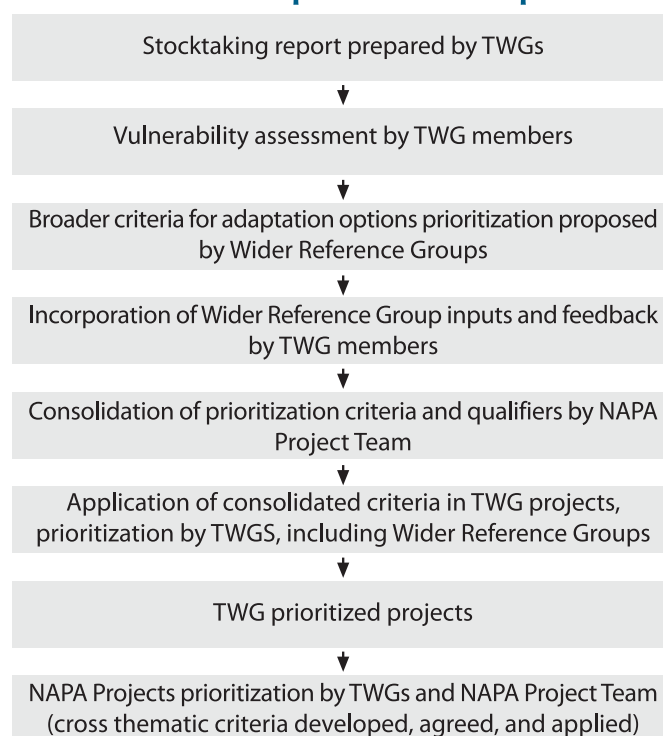 Stocktaking report prepared by TWGs
Vulnerability assessment by TWG members
Broader criteria for adaptation options prioritization proposed
by Wider Reference Groups
Incorporation of Wider Reference Group inputs and feedback
by TWG members
Consolidation of prioritization criteria and qualifiers by NAPA
Project Team
Application of consolidated criteria in TWG projects,
prioritization by TWGS, including Wider Reference Groups
TWG prioritized projects
NAPA Projects prioritization by TWGs and NAPA Project Team
(cross thematic criteria developed, agreed, and applied)